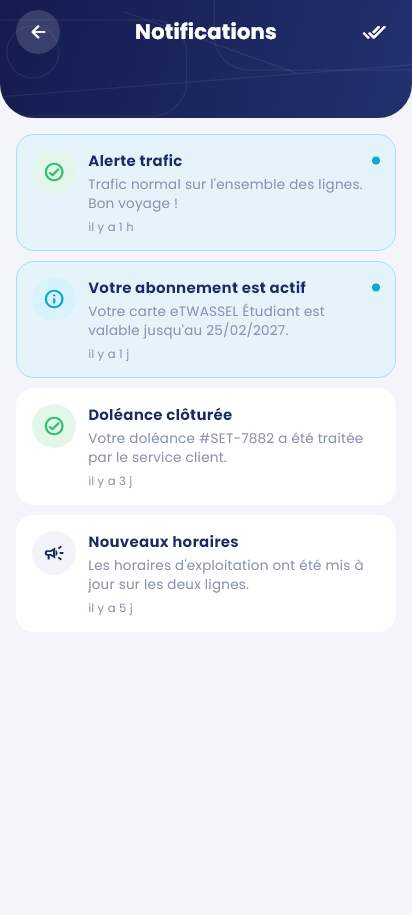 Notifications
Alerte trafic
Trafic normal sur l'ensemble des lignes.
Bon voyage !
il y a 1 h
Votre abonnement est actif
Votre carte eTWASSEL Étudiant est
valable jusqu'au 25/02/2027.
il y a 1 j
Doléance clôturée
Votre doléance #SET-7882 a été traitée
par le service client.
il y a 3 j
Nouveaux horaires
Les horaires d'exploitation ont été mis à
jour sur les deux lignes.
il y a 5 j